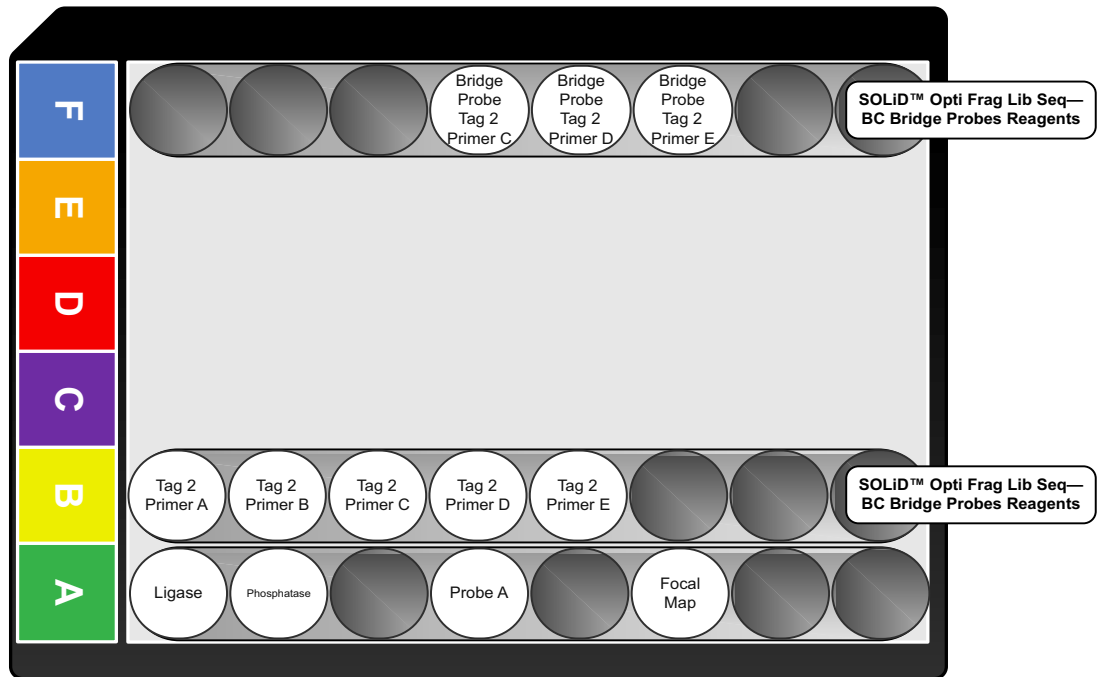 F
Bridge
Probe
Tag 2
Primer C
Bridge
Probe
Tag 2
Primer D
Bridge
Probe
Tag 2
Primer E
SOLiD™ Opti Frag Lib Seq—
BC Bridge Probes Reagents
E
D
C
B
Tag 2
Primer A
Tag 2
Primer B
Tag 2
Primer C
Tag 2
Primer D
Tag 2
Primer E
SOLiD™ Opti Frag Lib Seq—
BC Bridge Probes Reagents
A
Ligase
Phosphatase
Probe A
Focal
Map